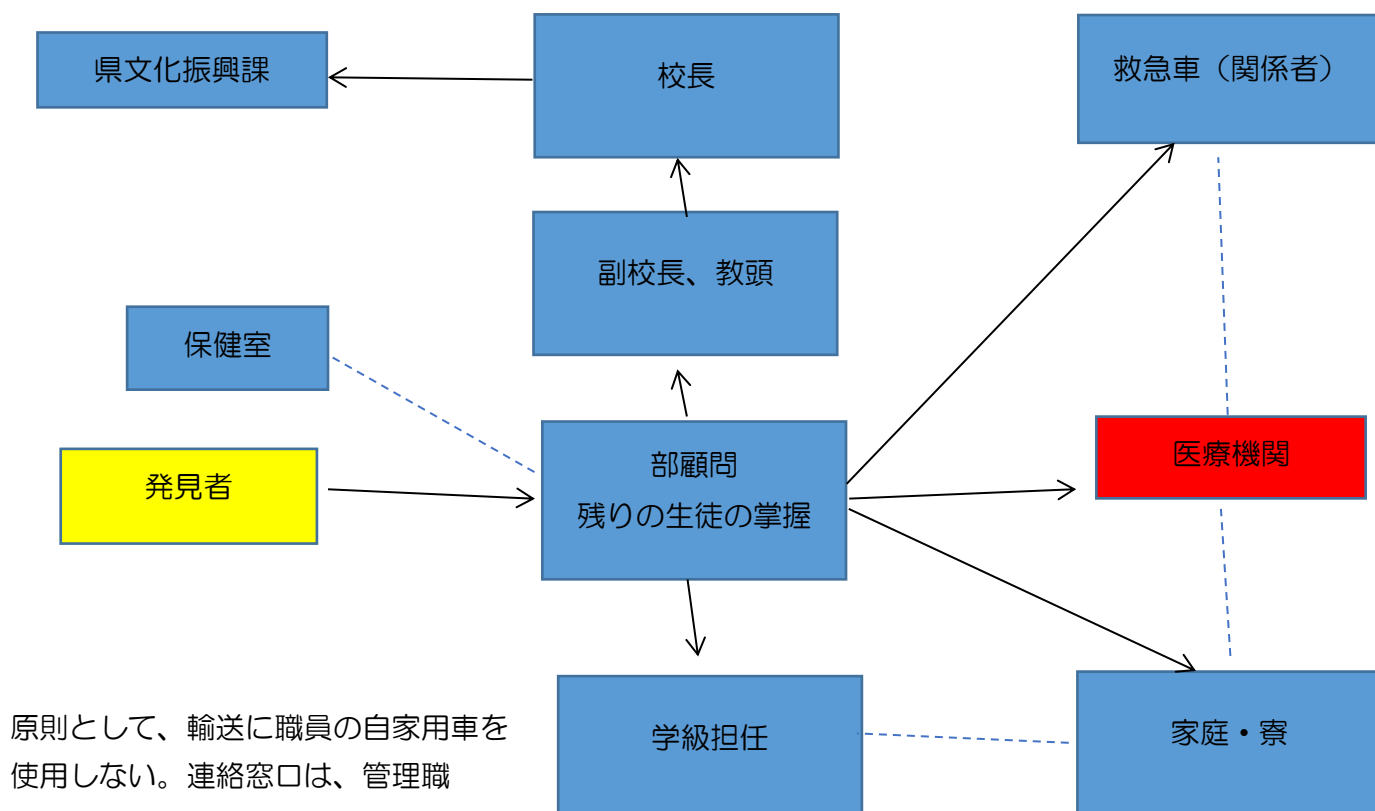 県文化振興課
校長
救急車（関係者）
副校長、教頭
保健室
発見者
部顧問
残りの生徒の掌握
医療機関
学級担任
家庭・寮
原則として、輸送に職員の自家用車を
使用しない。連絡窓口は、管理職